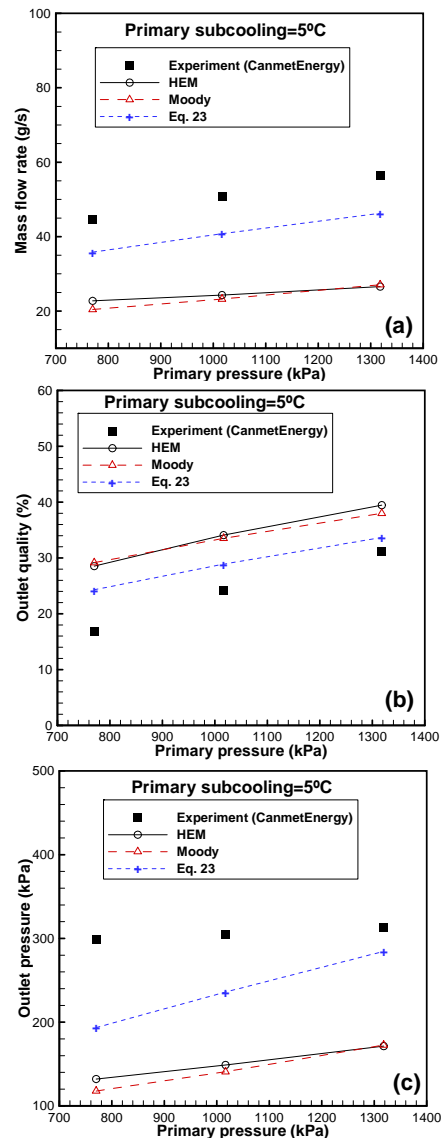 Primary subcooling=5ºC
Experiment (CanmetEnergy)
HEM
Moody
Eq. 23
Mass flow rate (g/s)
100
80
60
40
20
700 800 900 1000 1100 1200 1300 1400
Primary pressure (kPa)
(a)
Primary subcooling=5ºC
Experiment (CanmetEnergy)
HEM
Moody
Eq. 23
Outlet quality (%)
60
50
40
30
20
10
0
700 800 900 1000 1100 1200 1300 1400
Primary pressure (kPa)
(b)
Primary subcooling=5ºC
Experiment (CanmetEnergy)
HEM
Moody
Eq. 23
Outlet pressure (kPa)
500
400
300
200
100
700 800 900 1000 1100 1200 1300 1400
Primary pressure (kPa)
(c)